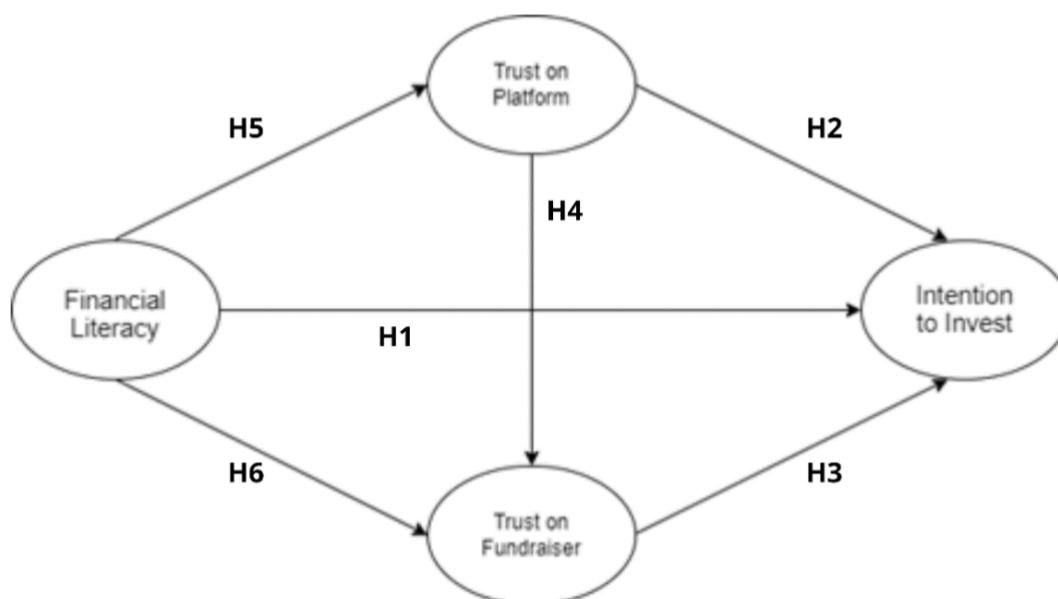 Trust on
Platform
H5
H2
H4
Financial
Literacy
Intention
to Invest
H1
H6
H3
Trust on
Fundraiser